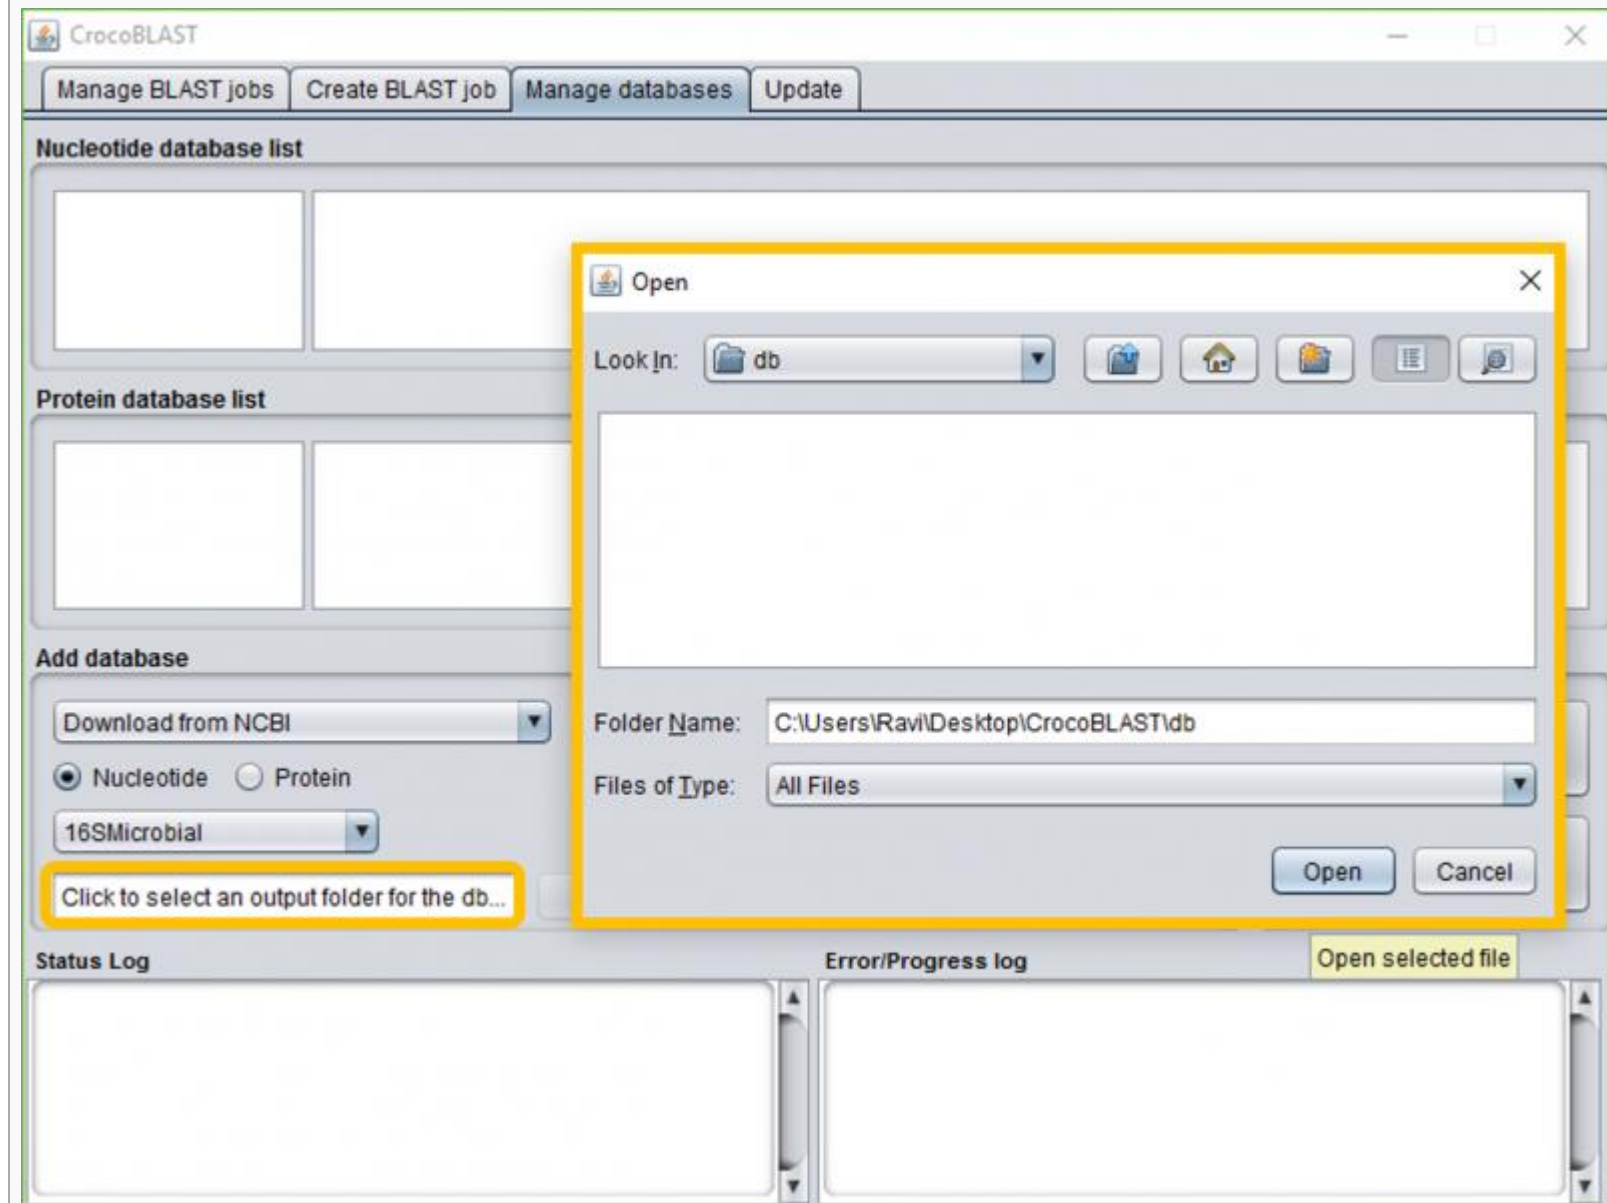 CrocoBLAST
Manage BLAST jobs
Create BLAST job
Manage databases
Update
Nucleotide database list
Protein database list
Add database
Download from NCBI
Nucleotide
Protein
16SMicrobial
Click to select an output folder for the db...
Open
Look In:
db
Folder Name:
C:\Users\Ravi\Desktop\CrocoBLAST\db
Files of Type:
All Files
Open
Cancel
Open selected file
Status Log
Error/Progress log